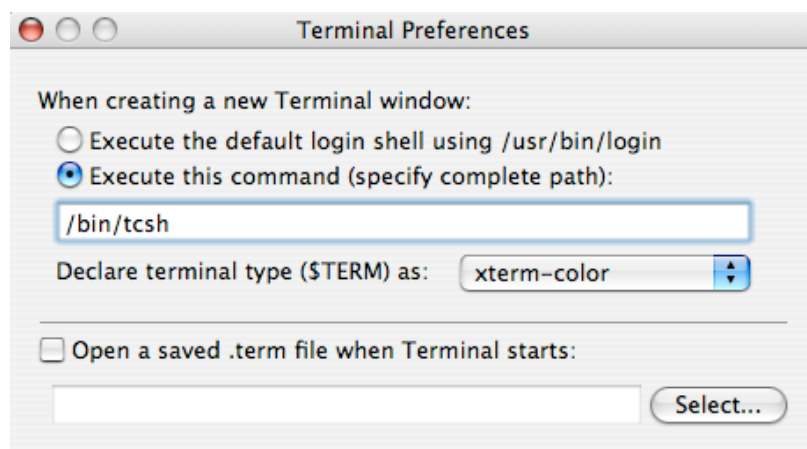 Terminal Preferences
When creating a new Terminal window:
Execute the default login shell using /usr/bin/login
Execute this command (specify complete path):
/bin/tcsh
Declare terminal type ($TERM) as: xterm-color
Open a saved .term file when Terminal starts:
Select...